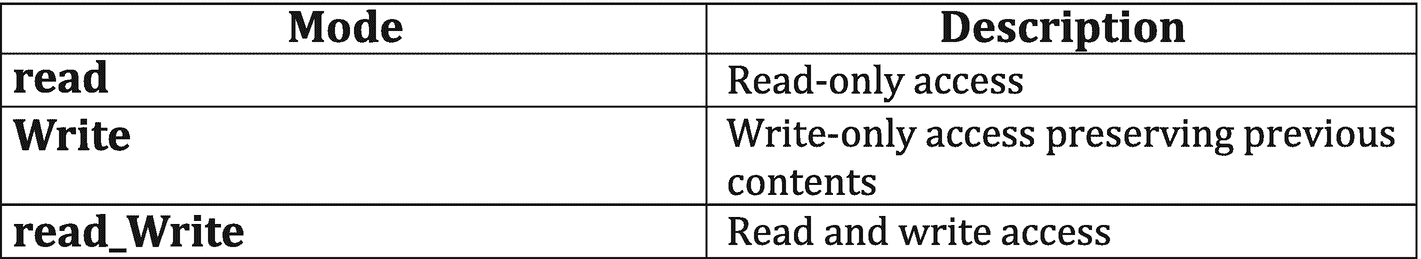 Mode Description
read Read-only access
Write Write-only access preserving previous
contents
read_Write Read and write access